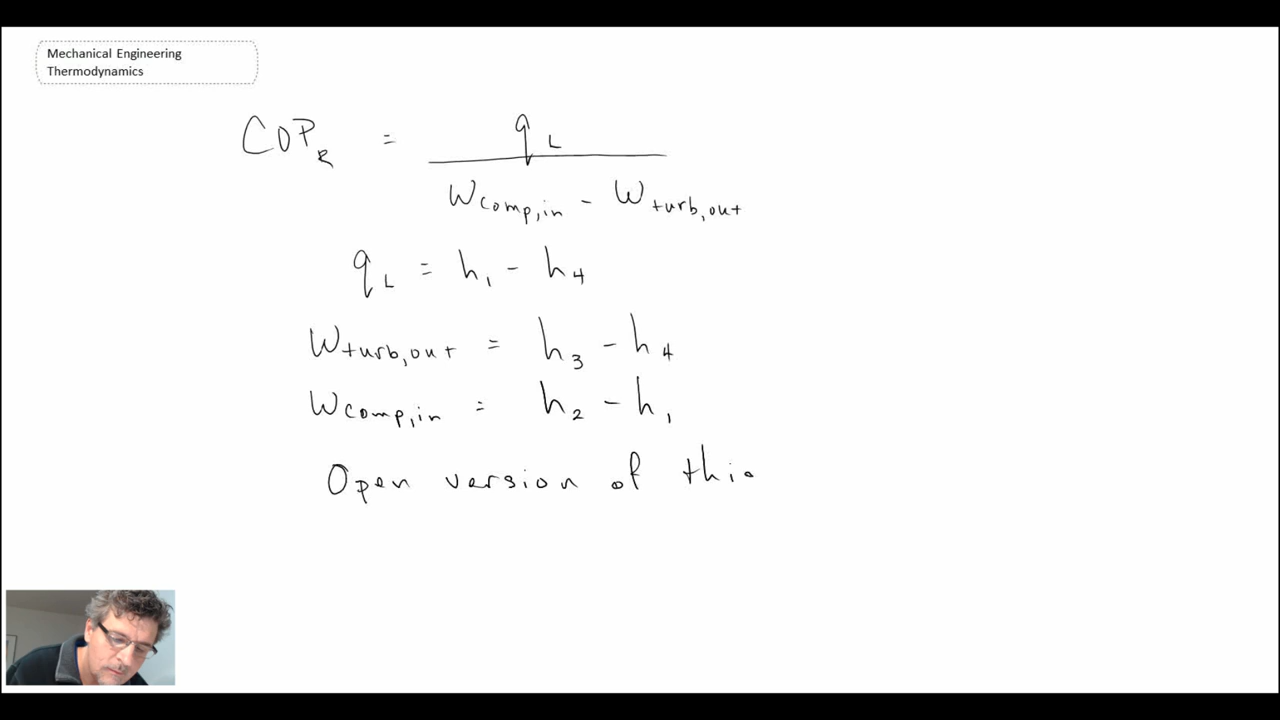 Mechanical Engineering
Thermodynamics
COP_R = q_L / (w_comp,in - w_turb,out)
q_L = h_1 - h_4
w_turb,out = h_3 - h_4
w_comp,in = h_2 - h_1
Open version of this